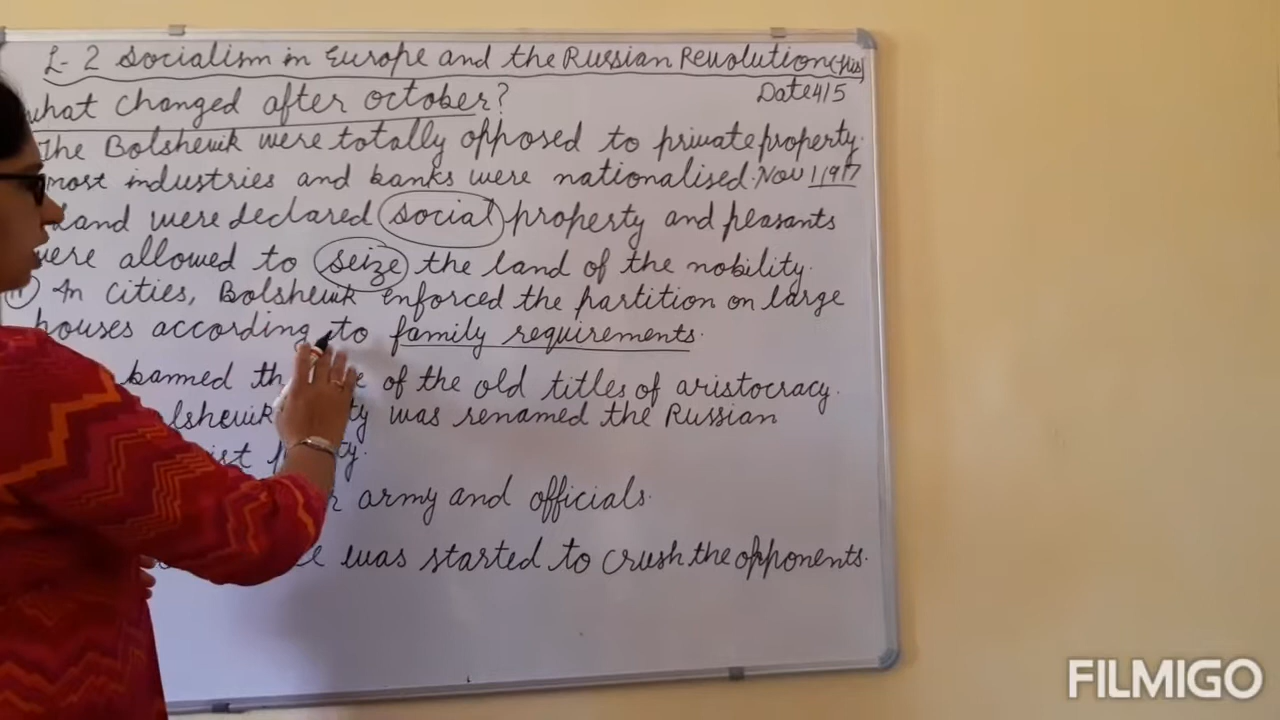 L-2 Socialism in Europe and the Russian Revolution (His)
What changed after october? Date 4/5
The Bolshevik were totally opposed to private property.
most industries and banks were nationalised. Nov 1917
Land were declared social property and peasants
were allowed to seize the land of the nobility.
In cities, Bolshevik enforced the partition on large
houses according to family requirements.
banned of the old titles of aristocracy.
was renamed the Russian
army and officials.
was started to crush the opponents.
FILMIGO